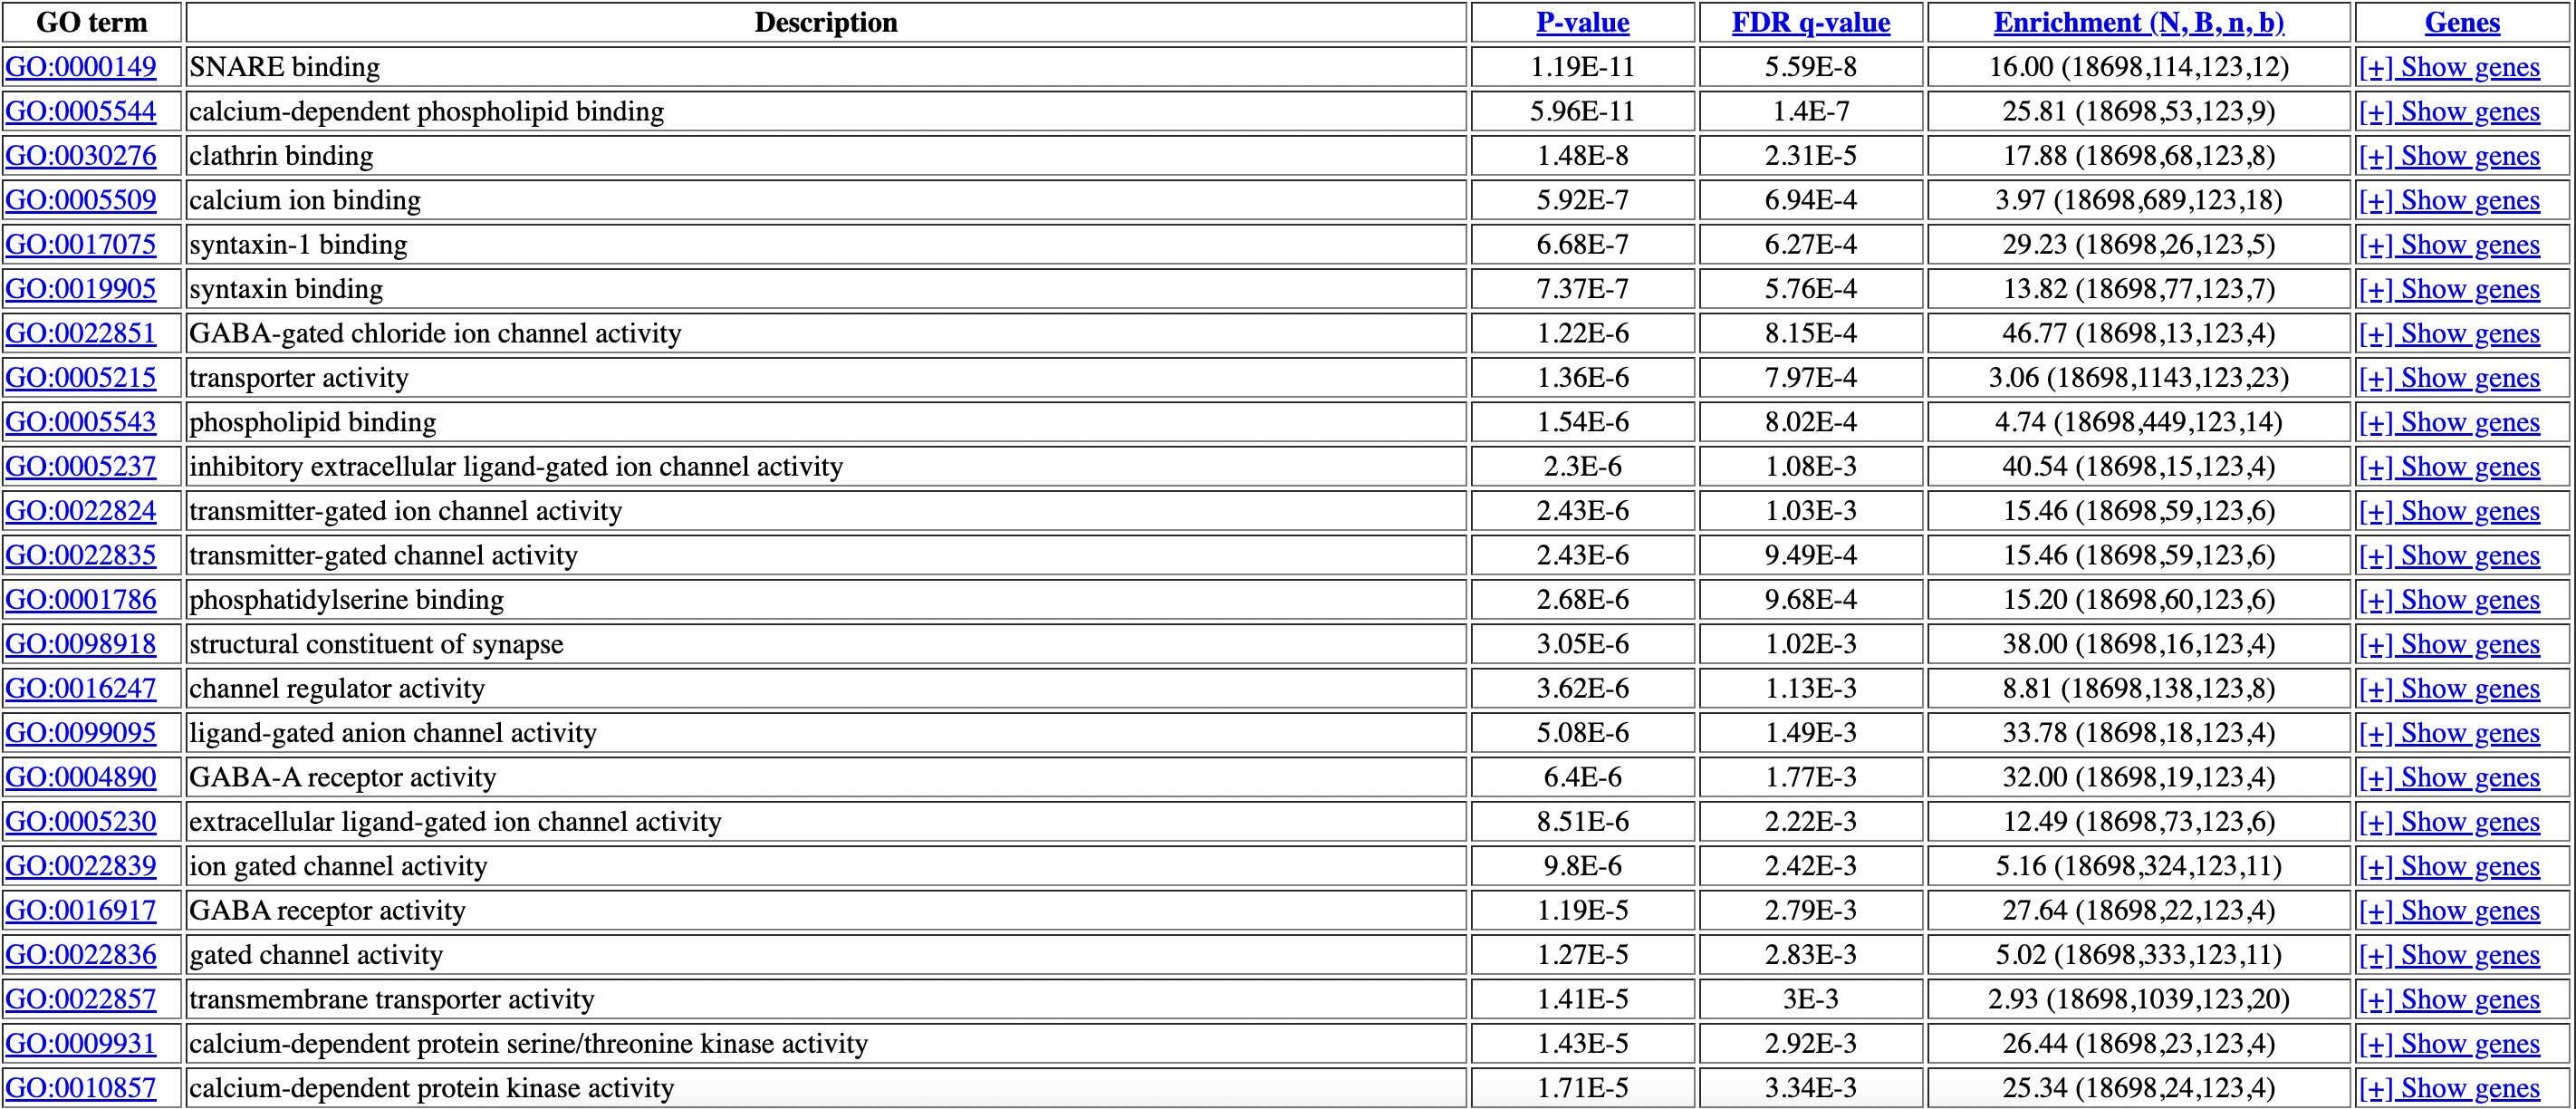 GO term Description P-value FDR q-value Enrichment (N, B, n, b) Genes
GO:0000149 SNARE binding 1.19E-11 5.59E-8 16.00 (18698,114,123,12) [+] Show genes
GO:0005544 calcium-dependent phospholipid binding 5.96E-11 1.4E-7 25.81 (18698,53,123,9) [+] Show genes
GO:0030276 clathrin binding 1.48E-8 2.31E-5 17.88 (18698,68,123,8) [+] Show genes
GO:0005509 calcium ion binding 5.92E-7 6.94E-4 3.97 (18698,689,123,18) [+] Show genes
GO:0017075 syntaxin-1 binding 6.68E-7 6.27E-4 29.23 (18698,26,123,5) [+] Show genes
GO:0019905 syntaxin binding 7.37E-7 5.76E-4 13.82 (18698,77,123,7) [+] Show genes
GO:0022851 GABA-gated chloride ion channel activity 1.22E-6 8.15E-4 46.77 (18698,13,123,4) [+] Show genes
GO:0005215 transporter activity 1.36E-6 7.97E-4 3.06 (18698,1143,123,23) [+] Show genes
GO:0005543 phospholipid binding 1.54E-6 8.02E-4 4.74 (18698,449,123,14) [+] Show genes
GO:0005237 inhibitory extracellular ligand-gated ion channel activity 2.3E-6 1.08E-3 40.54 (18698,15,123,4) [+] Show genes
GO:0022824 transmitter-gated ion channel activity 2.43E-6 1.03E-3 15.46 (18698,59,123,6) [+] Show genes
GO:0022835 transmitter-gated channel activity 2.43E-6 9.49E-4 15.46 (18698,59,123,6) [+] Show genes
GO:0001786 phosphatidylserine binding 2.68E-6 9.68E-4 15.20 (18698,60,123,6) [+] Show genes
GO:0098918 structural constituent of synapse 3.05E-6 1.02E-3 38.00 (18698,16,123,4) [+] Show genes
GO:0016247 channel regulator activity 3.62E-6 1.13E-3 8.81 (18698,138,123,8) [+] Show genes
GO:0099095 ligand-gated anion channel activity 5.08E-6 1.49E-3 33.78 (18698,18,123,4) [+] Show genes
GO:0004890 GABA-A receptor activity 6.4E-6 1.77E-3 32.00 (18698,19,123,4) [+] Show genes
GO:0005230 extracellular ligand-gated ion channel activity 8.51E-6 2.22E-3 12.49 (18698,73,123,6) [+] Show genes
GO:0022839 ion gated channel activity 9.8E-6 2.42E-3 5.16 (18698,324,123,11) [+] Show genes
GO:0016917 GABA receptor activity 1.19E-5 2.79E-3 27.64 (18698,22,123,4) [+] Show genes
GO:0022836 gated channel activity 1.27E-5 2.83E-3 5.02 (18698,333,123,11) [+] Show genes
GO:0022857 transmembrane transporter activity 1.41E-5 3E-3 2.93 (18698,1039,123,20) [+] Show genes
GO:0009931 calcium-dependent protein serine/threonine kinase activity 1.43E-5 2.92E-3 26.44 (18698,23,123,4) [+] Show genes
GO:0010857 calcium-dependent protein kinase activity 1.71E-5 3.34E-3 25.34 (18698,24,123,4) [+] Show genes